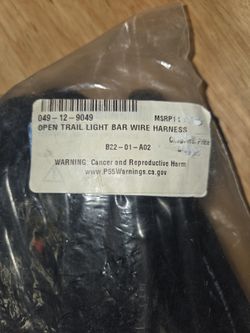 049-12-9049 MSRP:
OPEN TRAIL LIGHT BAR WIRE HARNESS
B22-01-A02
WARNING: Cancer and Reproductive Harm
www.P65Warnings.ca.gov